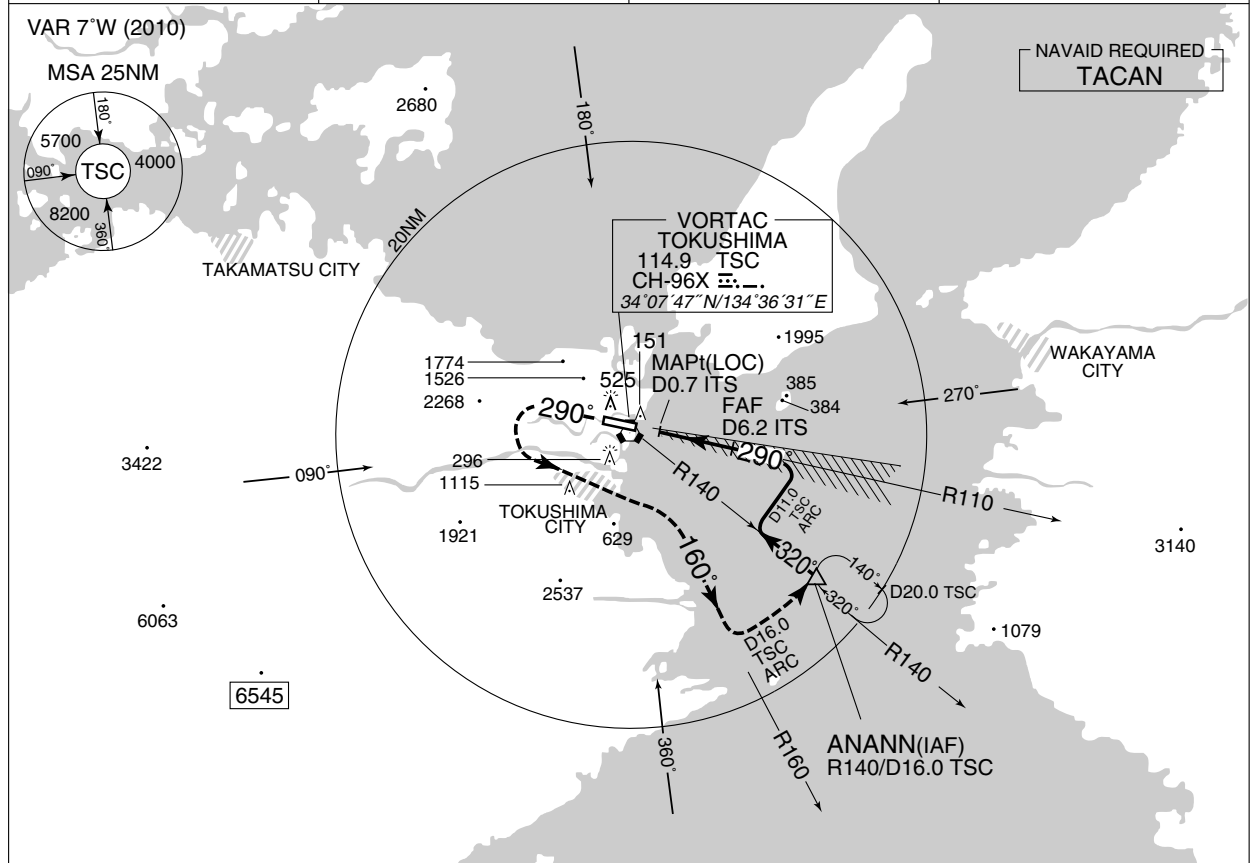 VAR 7°W (2010)
MSA 25NM
180°
5700
4000
TSC
090°
8200
360°
NAVAID REQUIRED
TACAN
2680
180°
20NM
TAKAMATSU CITY
VORTAC
TOKUSHIMA
114.9 TSC
CH-96X
34°07´47˝N/134°36´31˝E
1995
WAKAYAMA
CITY
151
MAPt(LOC)
D0.7 ITS
1774
1526
525
2268
385
384
270°
FAF
D6.2 ITS
290°
290°
3422
090°
296
1115
R140
R110
TOKUSHIMA
CITY
D11.0
TSC
ARC
1921
629
3140
320°
140°
D20.0 TSC
320°
160°
2537
6063
1079
D16.0
TSC
ARC
R140
6545
360°
R160
ANANN(IAF)
R140/D16.0 TSC